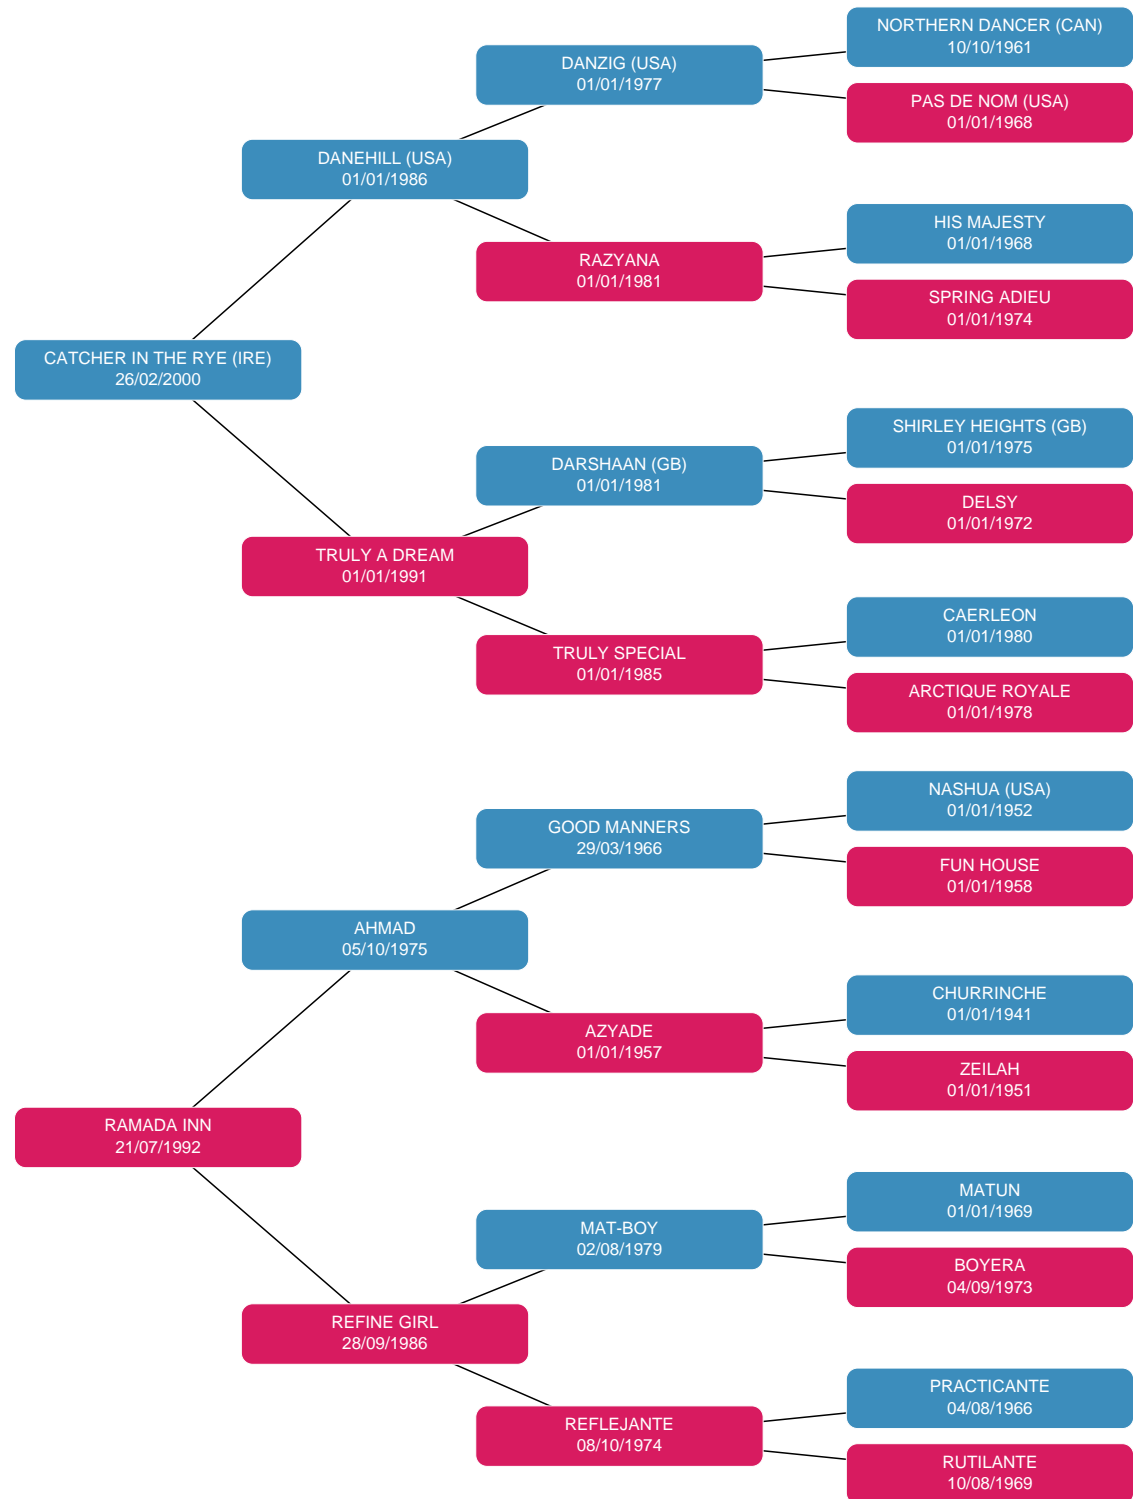 NORTHERN DANCER (CAN)
10/10/1961
DANZIG (USA)
01/01/1977
PAS DE NOM (USA)
01/01/1968
DANEHILL (USA)
01/01/1986
HIS MAJESTY
01/01/1968
RAZYANA
01/01/1981
SPRING ADIEU
01/01/1974
CATCHER IN THE RYE (IRE)
26/02/2000
SHIRLEY HEIGHTS (GB)
01/01/1975
DARSHAAN (GB)
01/01/1981
DELSY
01/01/1972
TRULY A DREAM
01/01/1991
CAERLEON
01/01/1980
TRULY SPECIAL
01/01/1985
ARCTIQUE ROYALE
01/01/1978
NASHUA (USA)
01/01/1952
GOOD MANNERS
29/03/1966
FUN HOUSE
01/01/1958
AHMAD
05/10/1975
CHURRINCHE
01/01/1941
AZYADE
01/01/1957
ZEILAH
01/01/1951
RAMADA INN
21/07/1992
MATUN
01/01/1969
MAT-BOY
02/08/1979
BOYERA
04/09/1973
REFINE GIRL
28/09/1986
PRACTICANTE
04/08/1966
REFLEJANTE
08/10/1974
RUTILANTE
10/08/1969